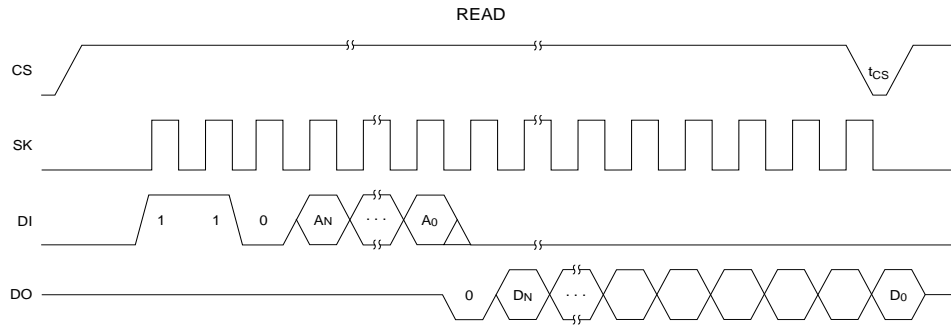 READ
CS
tCS
SK
DI 1 1 0 AN ... A0
DO 0 DN ... D0